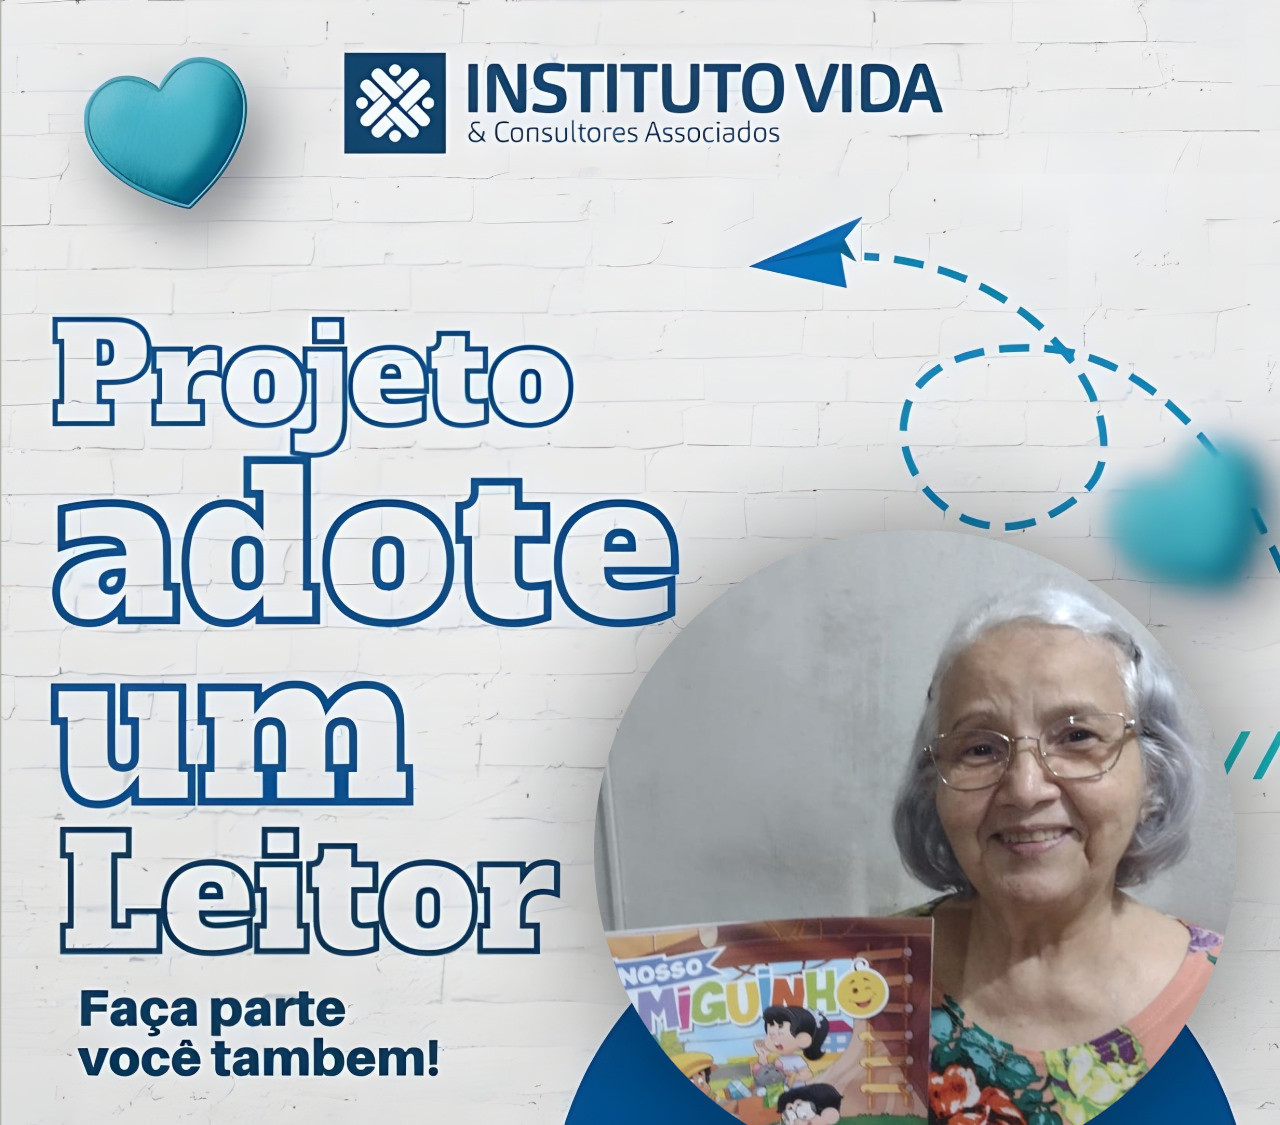 INSTITUTO VIDA
& Consultores Associados
Projeto
adote
um
Leitor
Faça parte
você tambem!
NOSSO
MIGUINHO